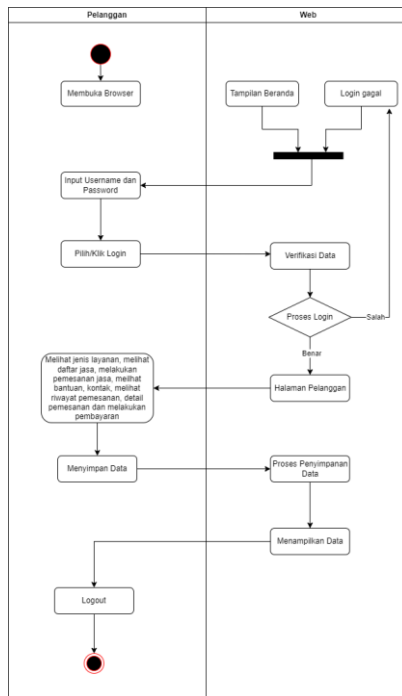 Pelanggan
Web
Membuka Browser
Tampilan Beranda
Login gagal
Input Username dan
Password
Pilih/Klik Login
Verifikasi Data
Proses Login
Salah
Benar
Melihat jenis layanan, melihat
daftar jasa, melakukan
pemesanan jasa, melihat
bantuan, kontak, melihat
riwayat pemesanan, detail
pemesanan dan melakukan
pembayaran
Halaman Pelanggan
Menyimpan Data
Proses Penyimpanan
Data
Menampilkan Data
Logout